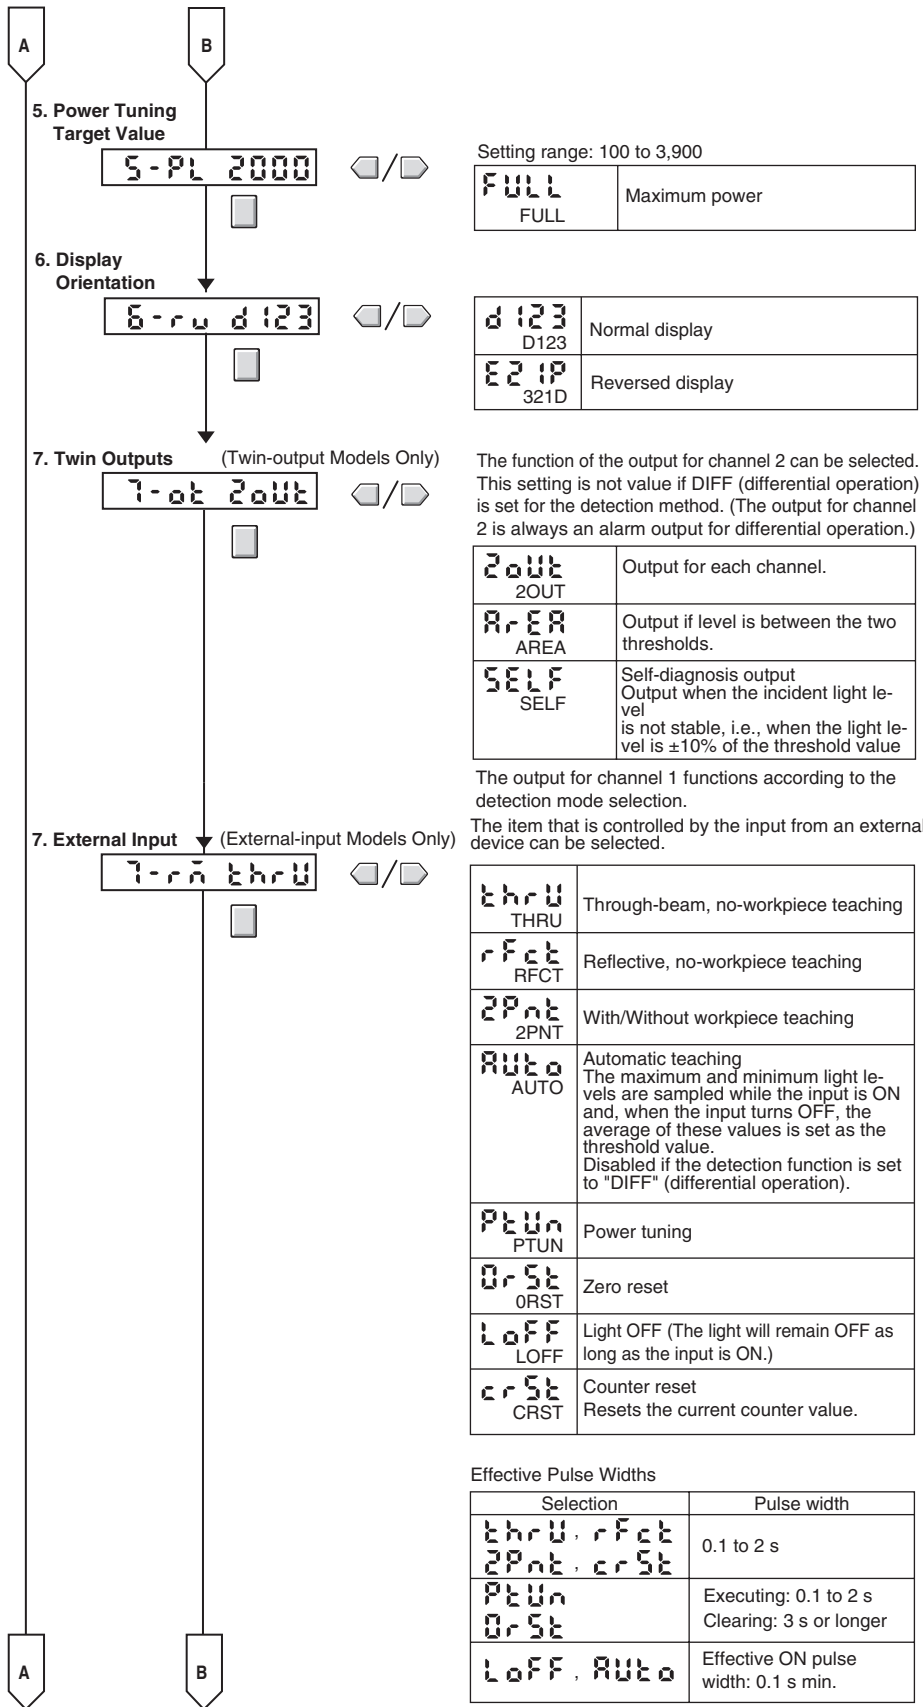 A
B
5. Power Tuning
Target Value
5-PL 2000
Setting range: 100 to 3,900
FULL
FULL
Maximum power
6. Display
Orientation
6-ru d123
d123
D123
Normal display
E21P
321D
Reversed display
7. Twin Outputs (Twin-output Models Only)
7-ot 2oUt
The function of the output for channel 2 can be selected.
This setting is not value if DIFF (differential operation)
is set for the detection method. (The output for channel
2 is always an alarm output for differential operation.)
2oUt
2OUT
Output for each channel.
ArEA
AREA
Output if level is between the two
thresholds.
SELF
SELF
Self-diagnosis output
Output when the incident light le-
vel
is not stable, i.e., when the light le-
vel is ±10% of the threshold value
The output for channel 1 functions according to the
detection mode selection.
7. External Input (External-input Models Only)
The item that is controlled by the input from an external
device can be selected.
7-rm thrU
thrU
THRU
Through-beam, no-workpiece teaching
rFct
RFCT
Reflective, no-workpiece teaching
2Pnt
2PNT
With/Without workpiece teaching
AUto
AUTO
Automatic teaching
The maximum and minimum light le-
vels are sampled while the input is ON
and, when the input turns OFF, the
average of these values is set as the
threshold value.
Disabled if the detection function is set
to "DIFF" (differential operation).
PtUn
PTUN
Power tuning
0rSt
0RST
Zero reset
LoFF
LOFF
Light OFF (The light will remain OFF as
long as the input is ON.)
crSt
CRST
Counter reset
Resets the current counter value.
Effective Pulse Widths
Selection
Pulse width
thrU, rFct
2Pnt, crSt
0.1 to 2 s
PtUn
0rSt
Executing: 0.1 to 2 s
Clearing: 3 s or longer
LoFF, AUto
Effective ON pulse
width: 0.1 s min.
A
B